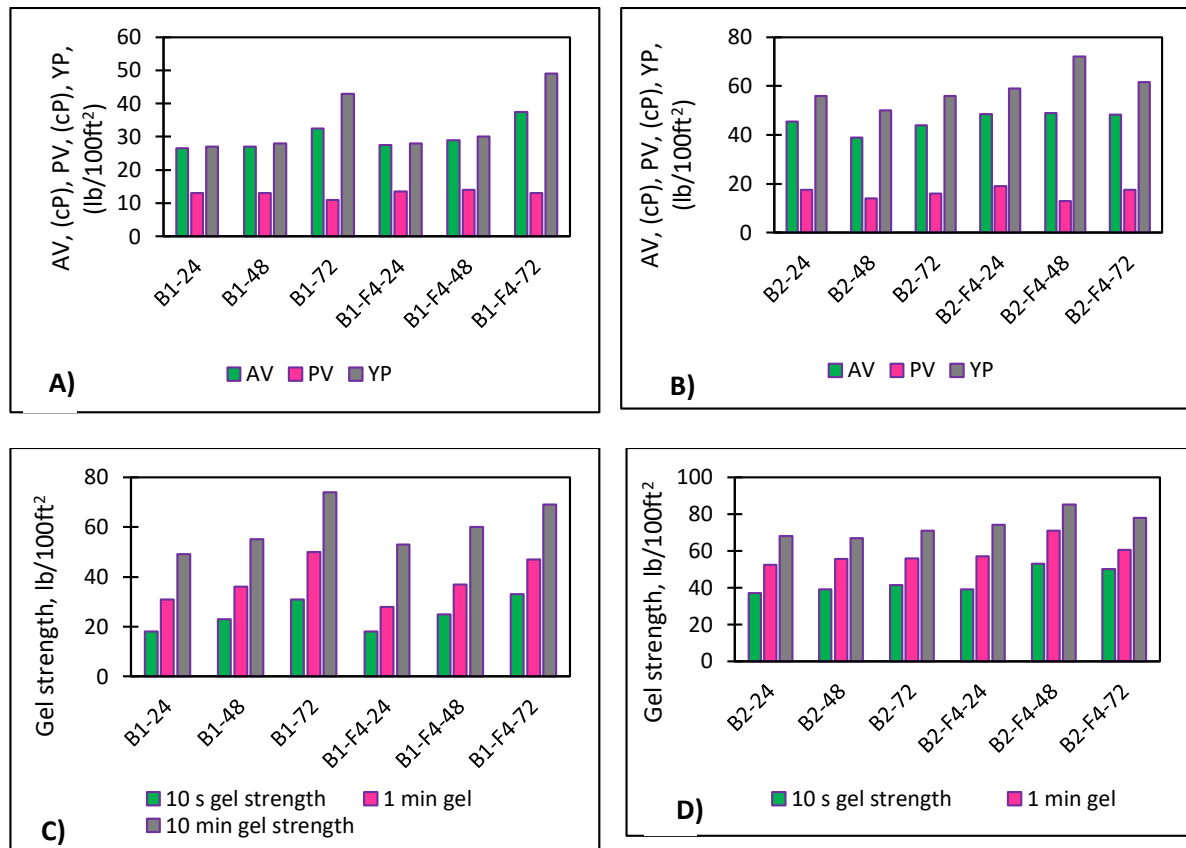 AV, (cP), PV, (cP), YP,
(lb/100ft²)
60
50
40
30
20
10
0
B1-24
B1-48
B1-72
B1-F4-24
B1-F4-48
B1-F4-72
AV PV YP
A)
AV, (cP), PV, (cP), YP,
(lb/100ft²)
80
60
40
20
0
B2-24
B2-48
B2-72
B2-F4-24
B2-F4-48
B2-F4-72
AV PV YP
B)
Gel strength, lb/100ft²
80
60
40
20
0
B1-24
B1-48
B1-72
B1-F4-24
B1-F4-48
B1-F4-72
10 s gel strength 1 min gel
10 min gel strength
C)
Gel strength, lb/100ft²
100
80
60
40
20
0
B2-24
B2-48
B2-72
B2-F4-24
B2-F4-48
B2-F4-72
10 s gel strength 1 min gel
D)